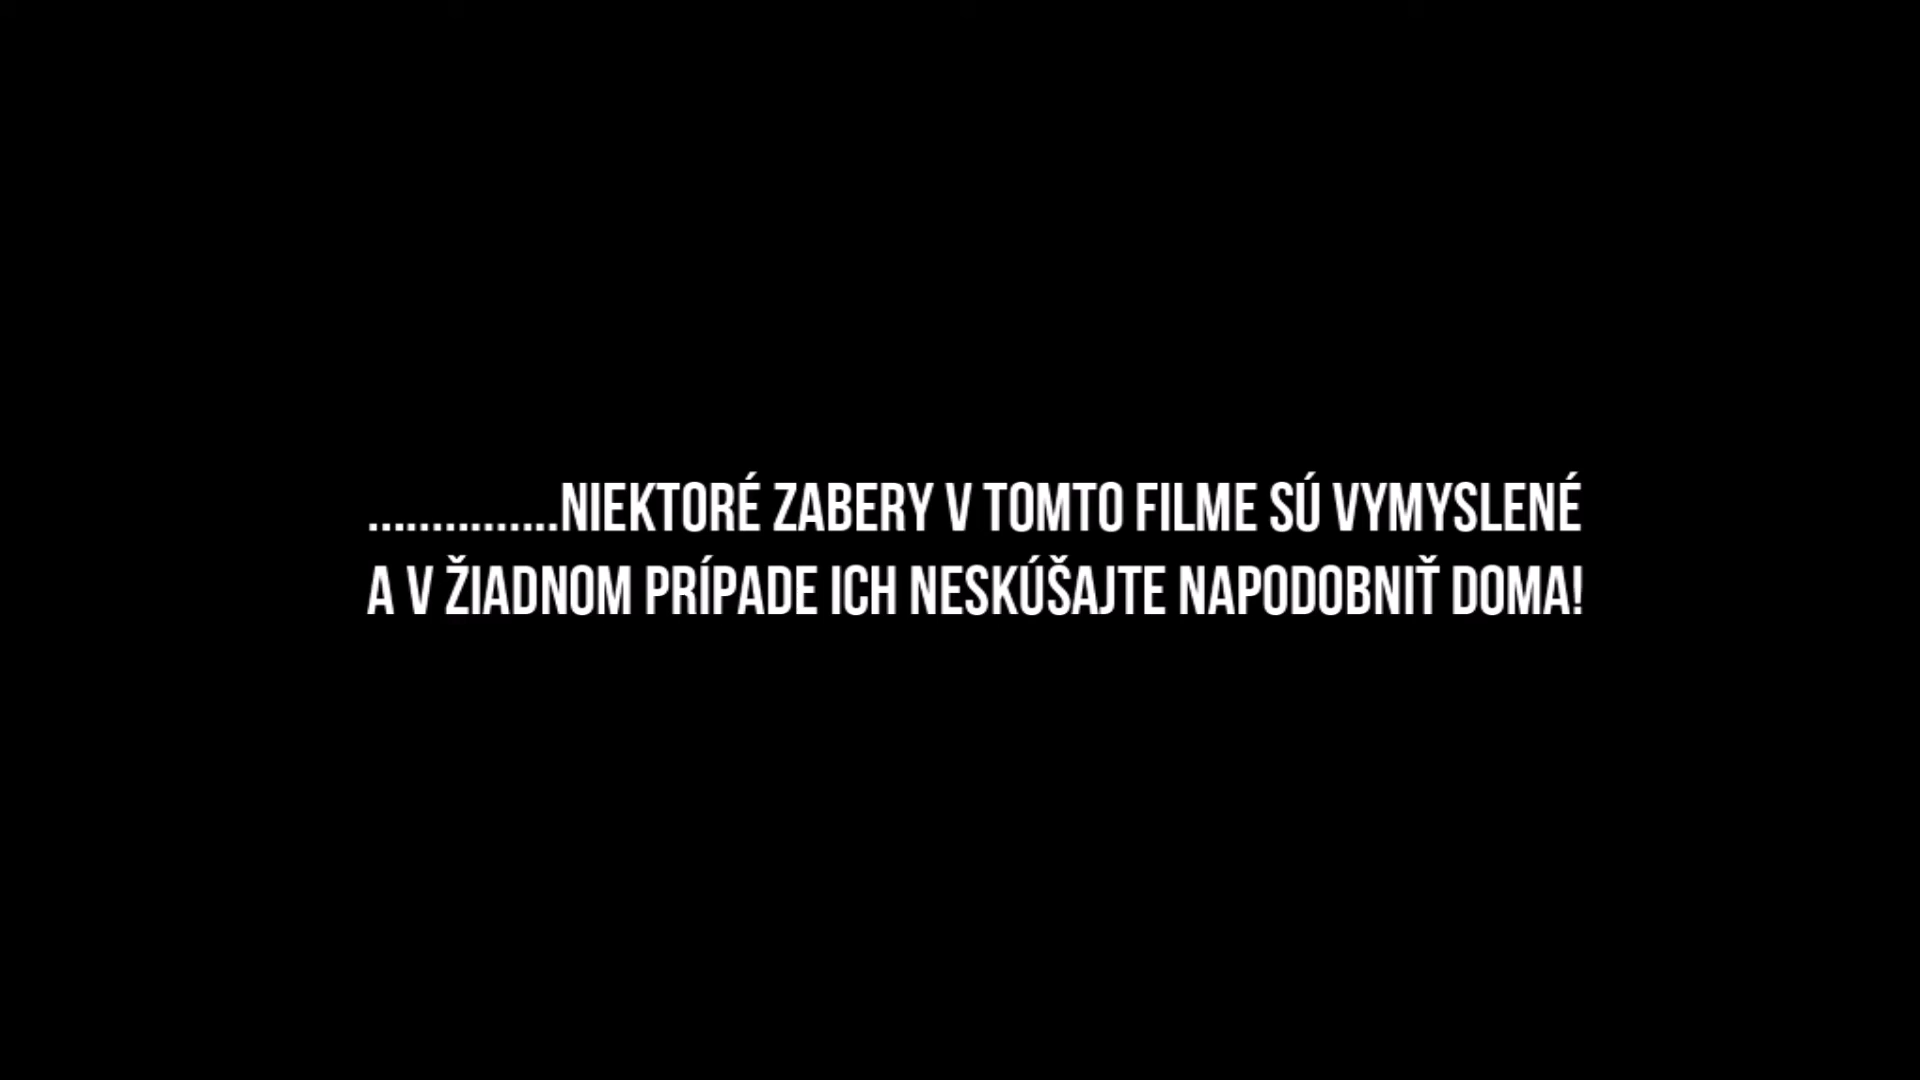 ...............NIEKTORÉ ZABERY V TOMTO FILME SÚ VYMYSLENÉ
A V ŽIADNOM PRÍPADE ICH NESKÚŠAJTE NAPODOBNIŤ DOMA!